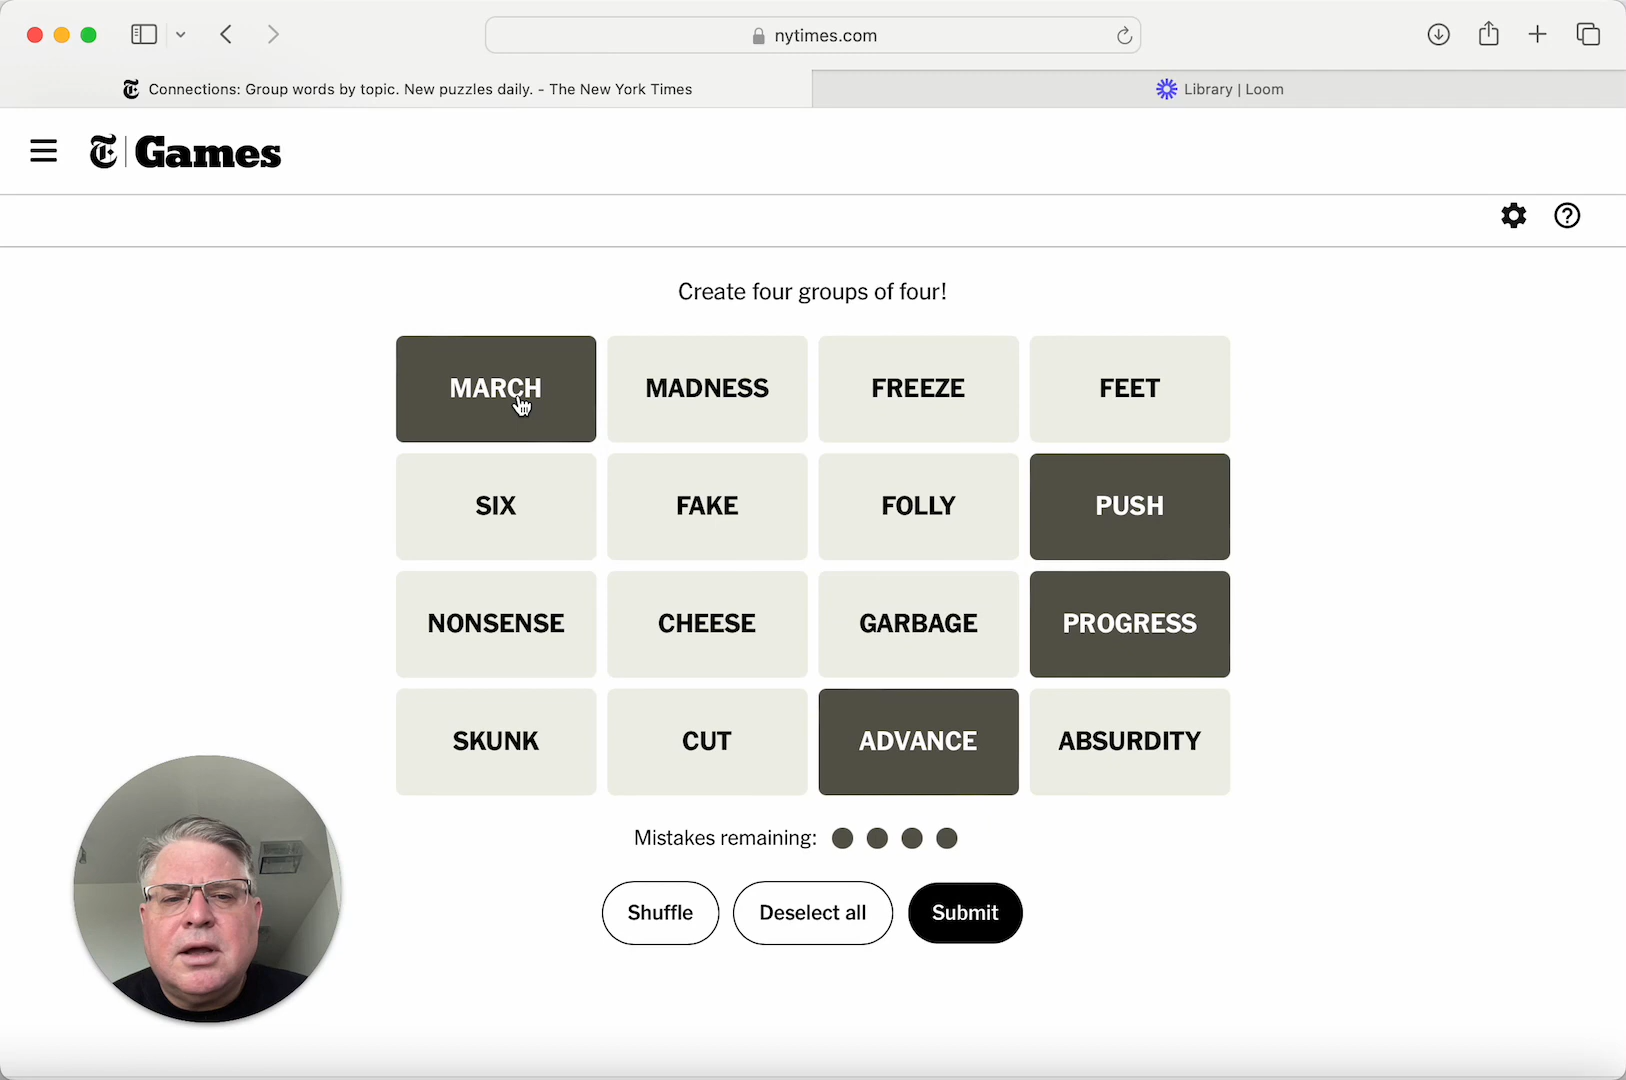 nytimes.com
Connections: Group words by topic. New puzzles daily. - The New York Times
Library | Loom
T | Games
Create four groups of four!
MARCH MADNESS FREEZE FEET
SIX FAKE FOLLY PUSH
NONSENSE CHEESE GARBAGE PROGRESS
SKUNK CUT ADVANCE ABSURDITY
Mistakes remaining:
Shuffle Deselect all Submit